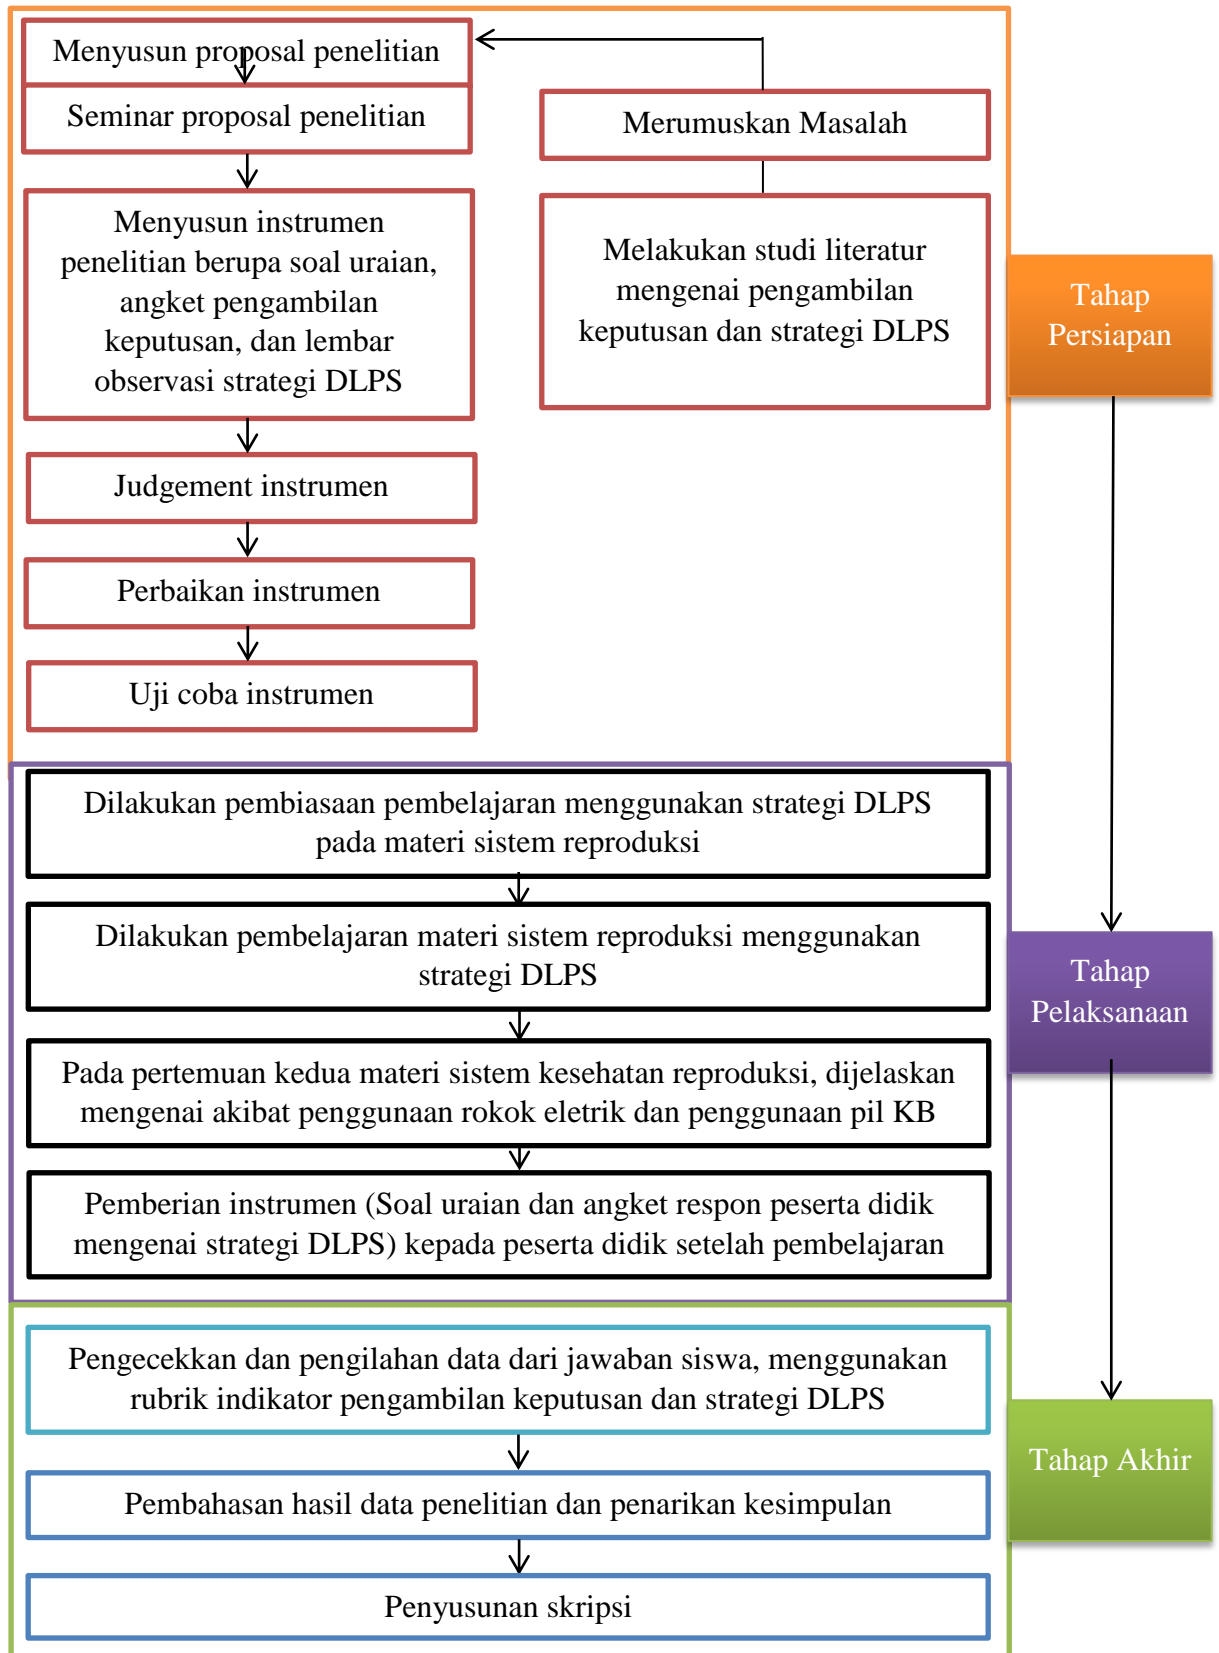 Menyusun proposal penelitian
Seminar proposal penelitian
Merumuskan Masalah
Menyusun instrumen
penelitian berupa soal uraian,
angket pengambilan
keputusan, dan lembar
observasi strategi DLPS
Melakukan studi literatur
mengenai pengambilan
keputusan dan strategi DLPS
Tahap
Persiapan
Judgement instrumen
Perbaikan instrumen
Uji coba instrumen
Dilakukan pembiasaan pembelajaran menggunakan strategi DLPS
pada materi sistem reproduksi
Dilakukan pembelajaran materi sistem reproduksi menggunakan
strategi DLPS
Tahap
Pelaksanaan
Pada pertemuan kedua materi sistem kesehatan reproduksi, dijelaskan
mengenai akibat penggunaan rokok eletrik dan penggunaan pil KB
Pemberian instrumen (Soal uraian dan angket respon peserta didik
mengenai strategi DLPS) kepada peserta didik setelah pembelajaran
Pengecekkan dan pengilahan data dari jawaban siswa, menggunakan
rubrik indikator pengambilan keputusan dan strategi DLPS
Tahap Akhir
Pembahasan hasil data penelitian dan penarikan kesimpulan
Penyusunan skripsi